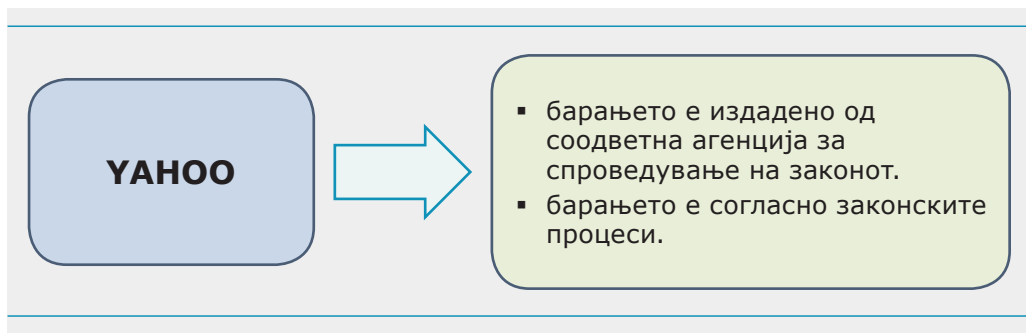 YAHOO
▪ барањето е издадено од
соодветна агенција за
спроведување на законот.
▪ барањето е согласно законските
процеси.